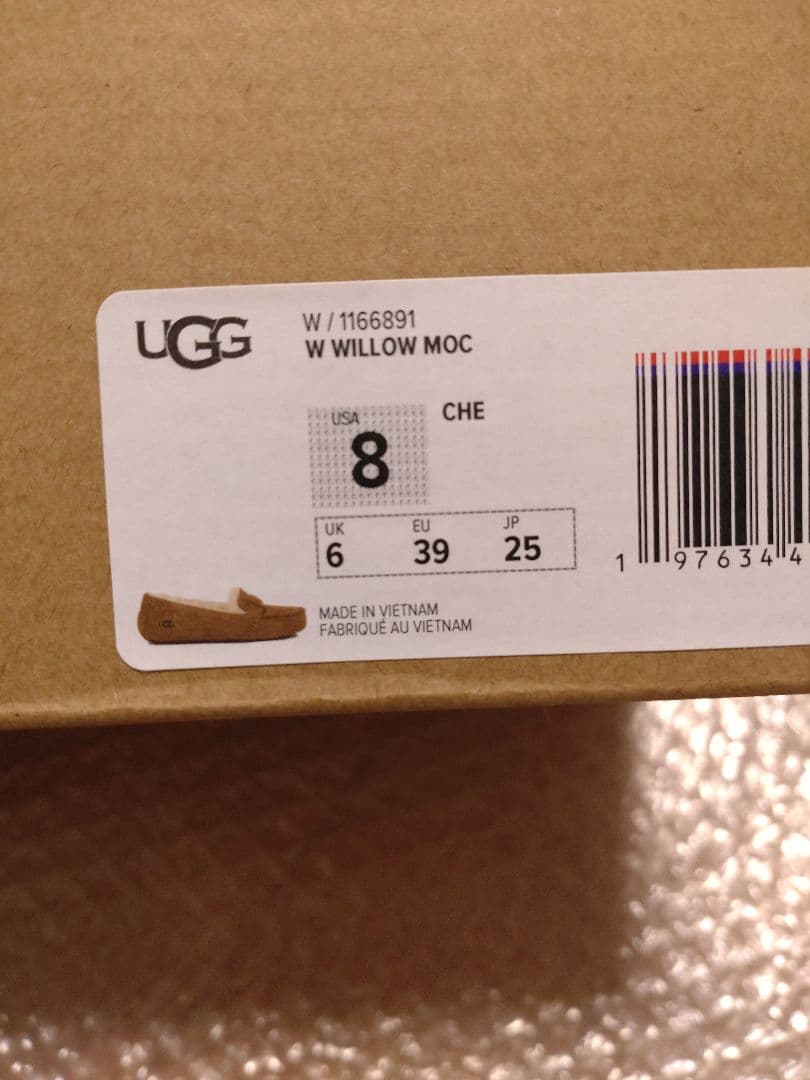 UGG
W / 1166891
W WILLOW MOC
USA
8
CHE
UK EU JP
6 39 25
MADE IN VIETNAM
FABRIQUÉ AU VIETNAM
1 97634 4